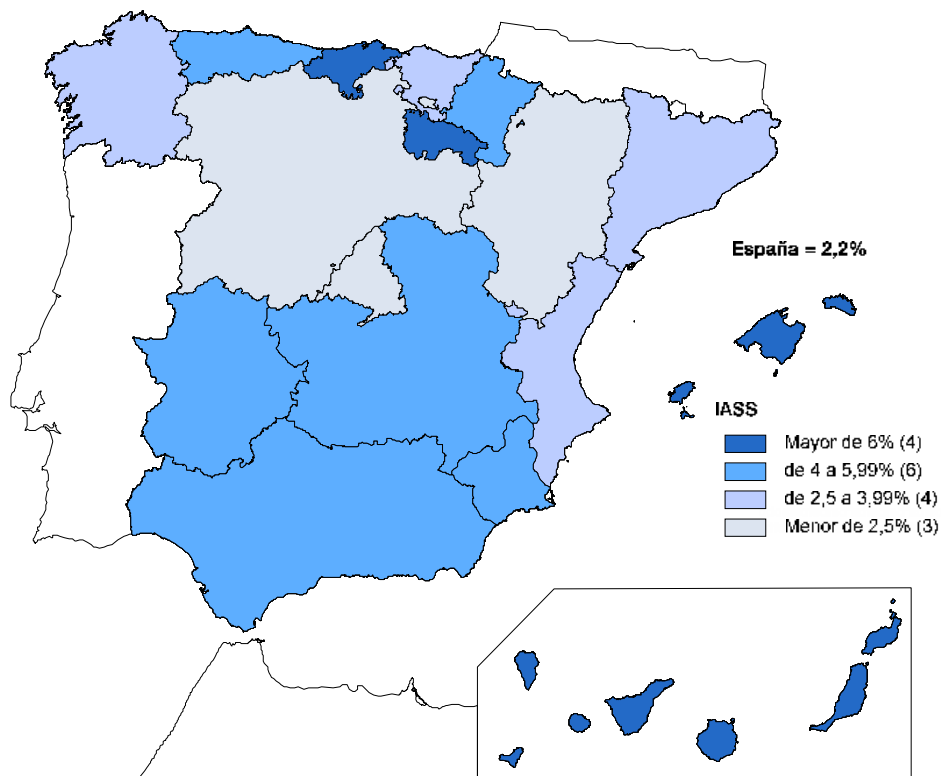 España = 2,2%
IASS
Mayor de 6% (4)
de 4 a 5,99% (6)
de 2,5 a 3,99% (4)
Menor de 2,5% (3)